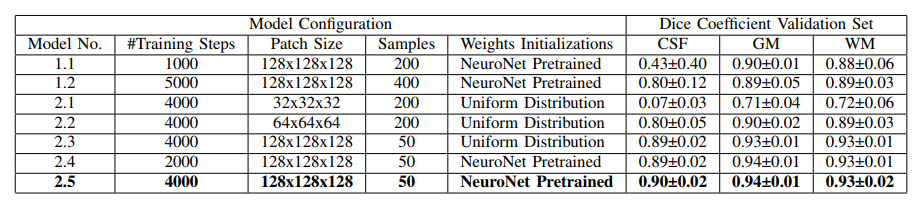 Model Configuration Dice Coefficient Validation Set
Model No. #Training Steps Patch Size Samples Weights Initializations CSF GM WM
1.1 1000 128x128x128 200 NeuroNet Pretrained 0.43±0.40 0.90±0.01 0.88±0.06
1.2 5000 128x128x128 400 NeuroNet Pretrained 0.80±0.12 0.89±0.05 0.89±0.03
2.1 4000 32x32x32 200 Uniform Distribution 0.07±0.03 0.71±0.04 0.72±0.06
2.2 4000 64x64x64 200 Uniform Distribution 0.80±0.05 0.90±0.02 0.89±0.03
2.3 4000 128x128x128 50 Uniform Distribution 0.89±0.02 0.93±0.01 0.93±0.01
2.4 2000 128x128x128 50 NeuroNet Pretrained 0.89±0.02 0.94±0.01 0.93±0.01
2.5 4000 128x128x128 50 NeuroNet Pretrained 0.90±0.02 0.94±0.01 0.93±0.02